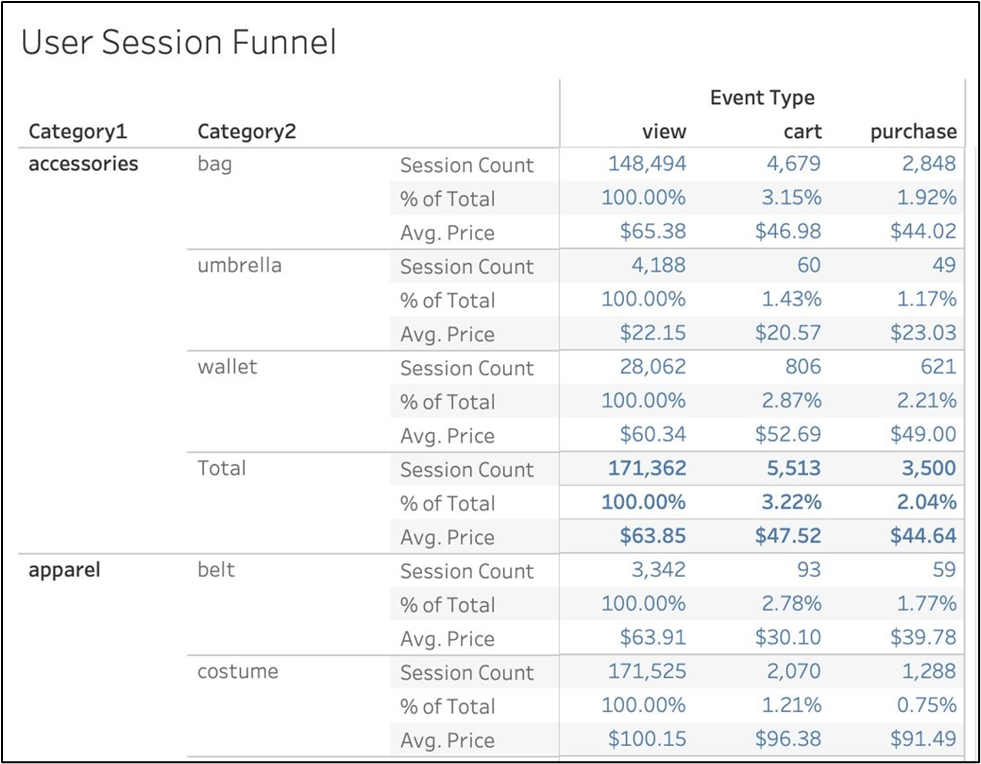 User Session Funnel
Event Type
Category1 Category2 view cart purchase
accessories bag Session Count 148,494 4,679 2,848
% of Total 100.00% 3.15% 1.92%
Avg. Price $65.38 $46.98 $44.02
umbrella Session Count 4,188 60 49
% of Total 100.00% 1.43% 1.17%
Avg. Price $22.15 $20.57 $23.03
wallet Session Count 28,062 806 621
% of Total 100.00% 2.87% 2.21%
Avg. Price $60.34 $52.69 $49.00
Total Session Count 171,362 5,513 3,500
% of Total 100.00% 3.22% 2.04%
Avg. Price $63.85 $47.52 $44.64
apparel belt Session Count 3,342 93 59
% of Total 100.00% 2.78% 1.77%
Avg. Price $63.91 $30.10 $39.78
costume Session Count 171,525 2,070 1,288
% of Total 100.00% 1.21% 0.75%
Avg. Price $100.15 $96.38 $91.49